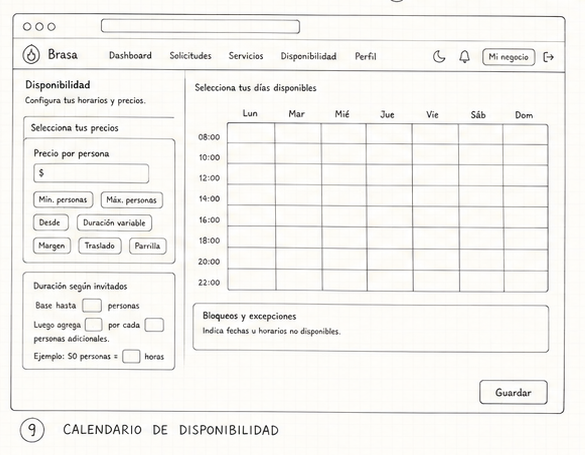 Brasa Dashboard Solicitudes Servicios Disponibilidad Perfil Mi negocio
Disponibilidad
Configura tus horarios y precios.
Selecciona tus precios
Precio por persona
$
Min. personas Máx. personas
Desde Duración variable
Margen Traslado Parrilla
Duración según invitados
Base hasta personas
Luego agrega por cada
personas adicionales.
Ejemplo: 50 personas = horas
Selecciona tus días disponibles
Lun Mar Mié Jue Vie Sáb Dom
08:00
10:00
12:00
14:00
16:00
18:00
20:00
22:00
Bloqueos y excepciones
Indica fechas u horarios no disponibles.
Guardar
9 CALENDARIO DE DISPONIBILIDAD